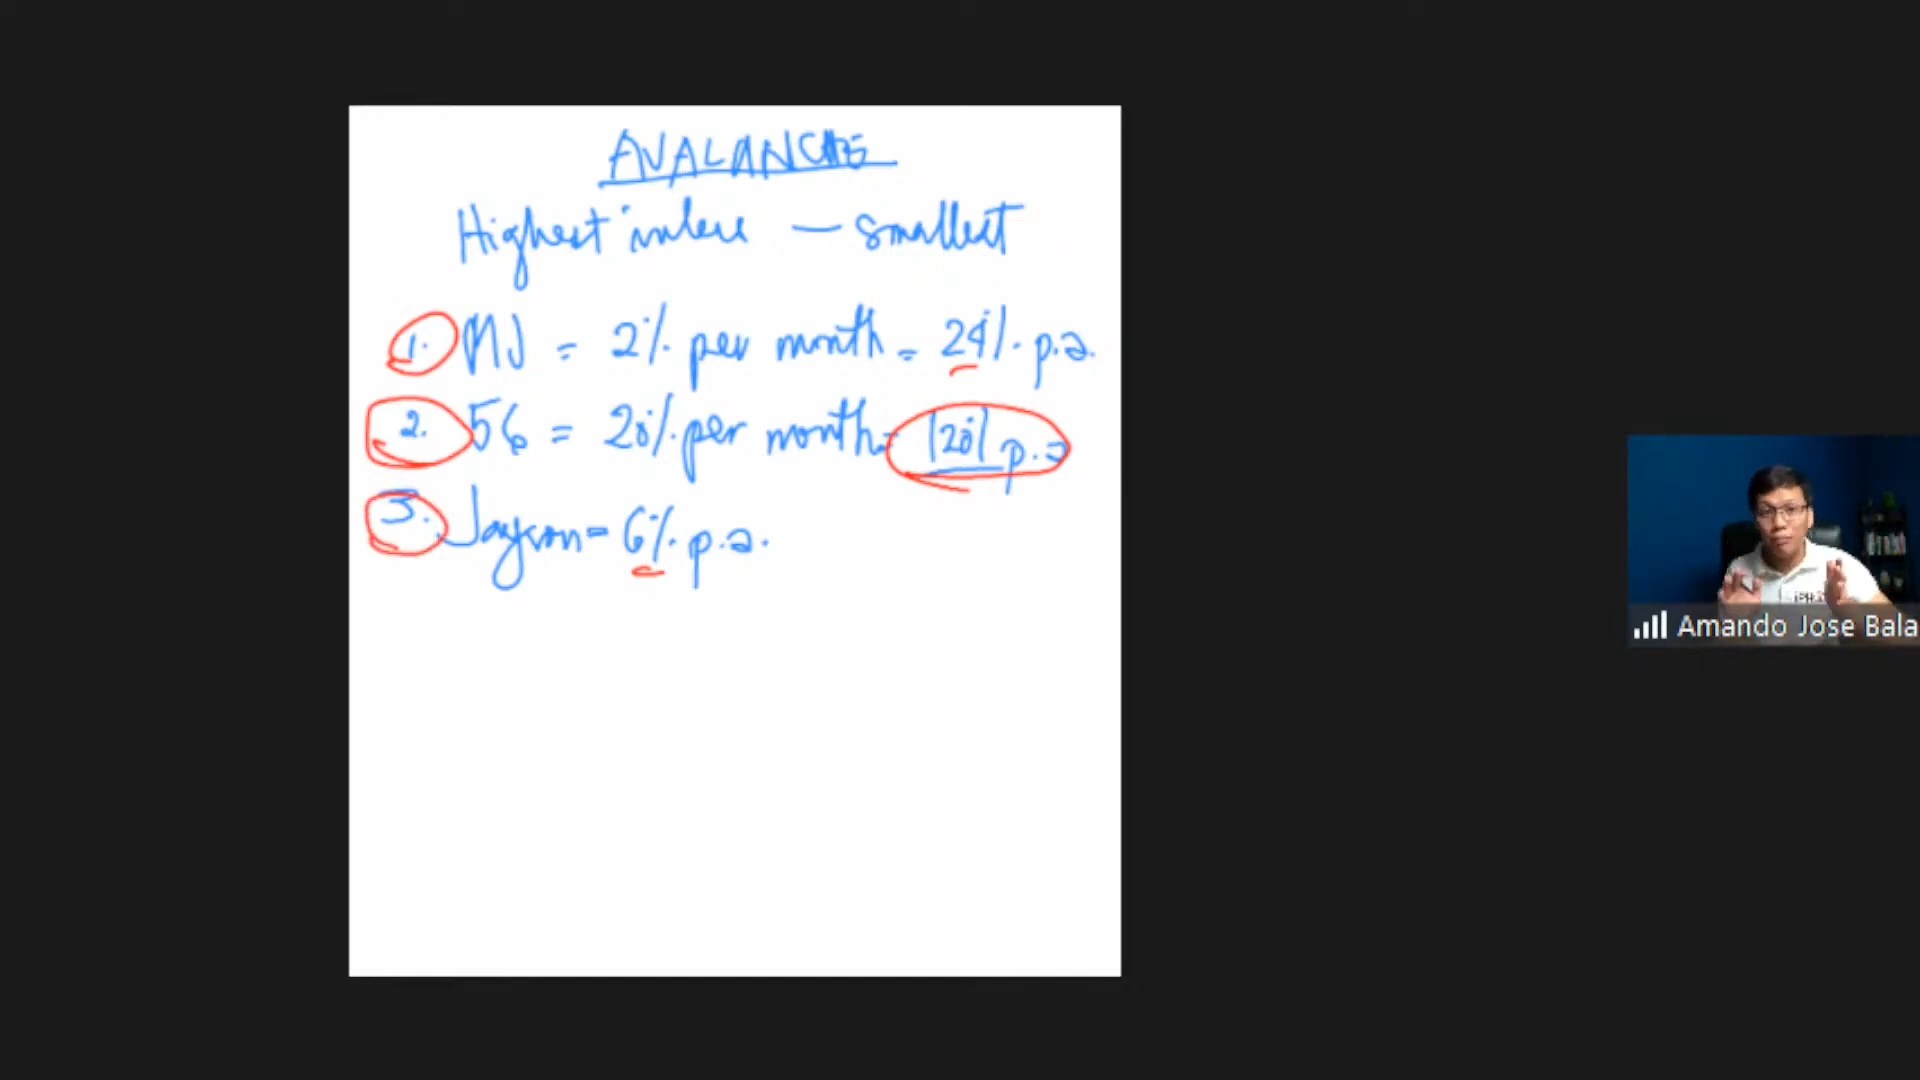 AVALANCHE
Highest — smallest
1. MJ = 2% per month = 24% p.a.
2. 56 = 20% per month = 120% p.a
3. Jayson = 6% p.a.
Amando Jose Bala